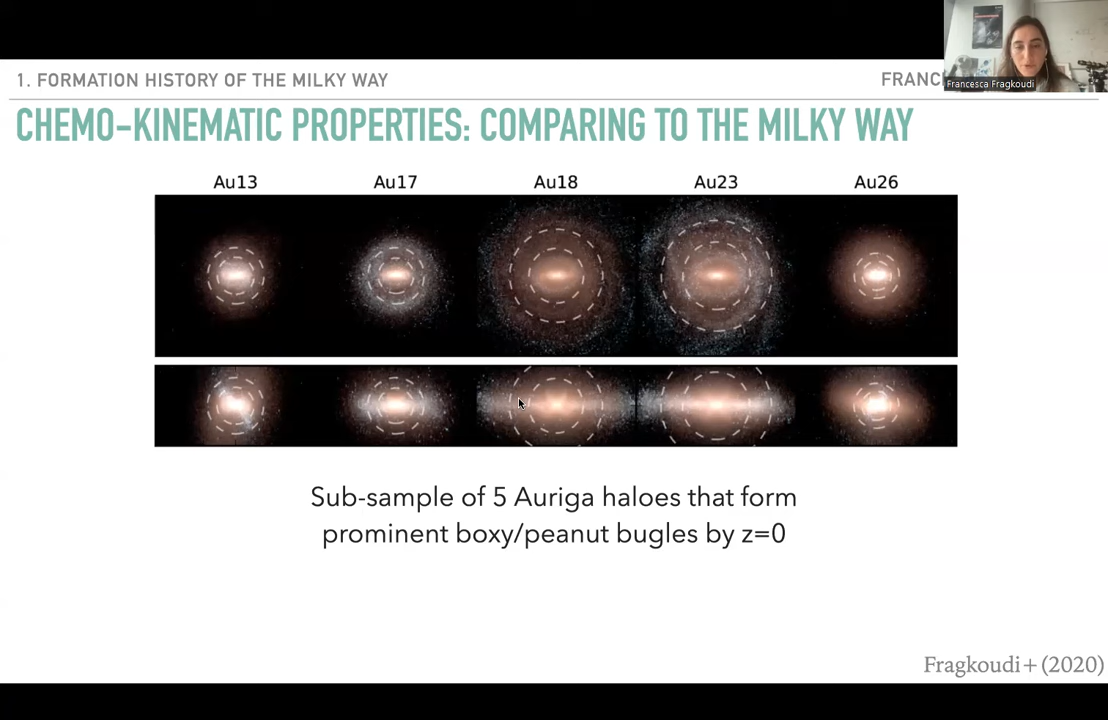 1. FORMATION HISTORY OF THE MILKY WAY
FRANC
Francesca Fragkoudi
CHEMO-KINEMATIC PROPERTIES: COMPARING TO THE MILKY WAY
Au13 Au17 Au18 Au23 Au26
Sub-sample of 5 Auriga haloes that form
prominent boxy/peanut bugles by z=0
Fragkoudi+(2020)